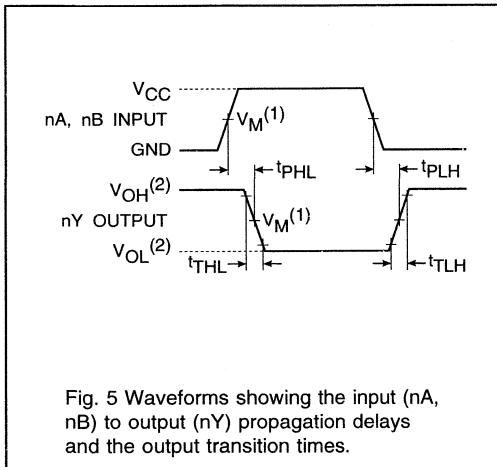 VCC
nA, nB INPUT
VM(1)
GND
tPHL
tPLH
VOH(2)
nY OUTPUT
VM(1)
VOL(2)
tTHL
tTLH
Fig. 5 Waveforms showing the input (nA,
nB) to output (nY) propagation delays
and the output transition times.